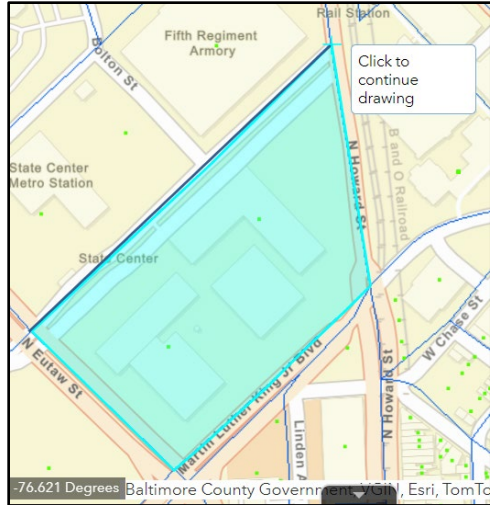 Rail Station
Fifth Regiment
Armory
Bolton St
Click to
continue
drawing
N Howard St
B and O Railroad
State Center
Metro Station
State Center
N Eutaw St
Martin Luther King Jr Blvd
W Chase St
N Howard St
Linden A
-76.621 Degrees
Baltimore County Government, VGIN, Esri, TomTo